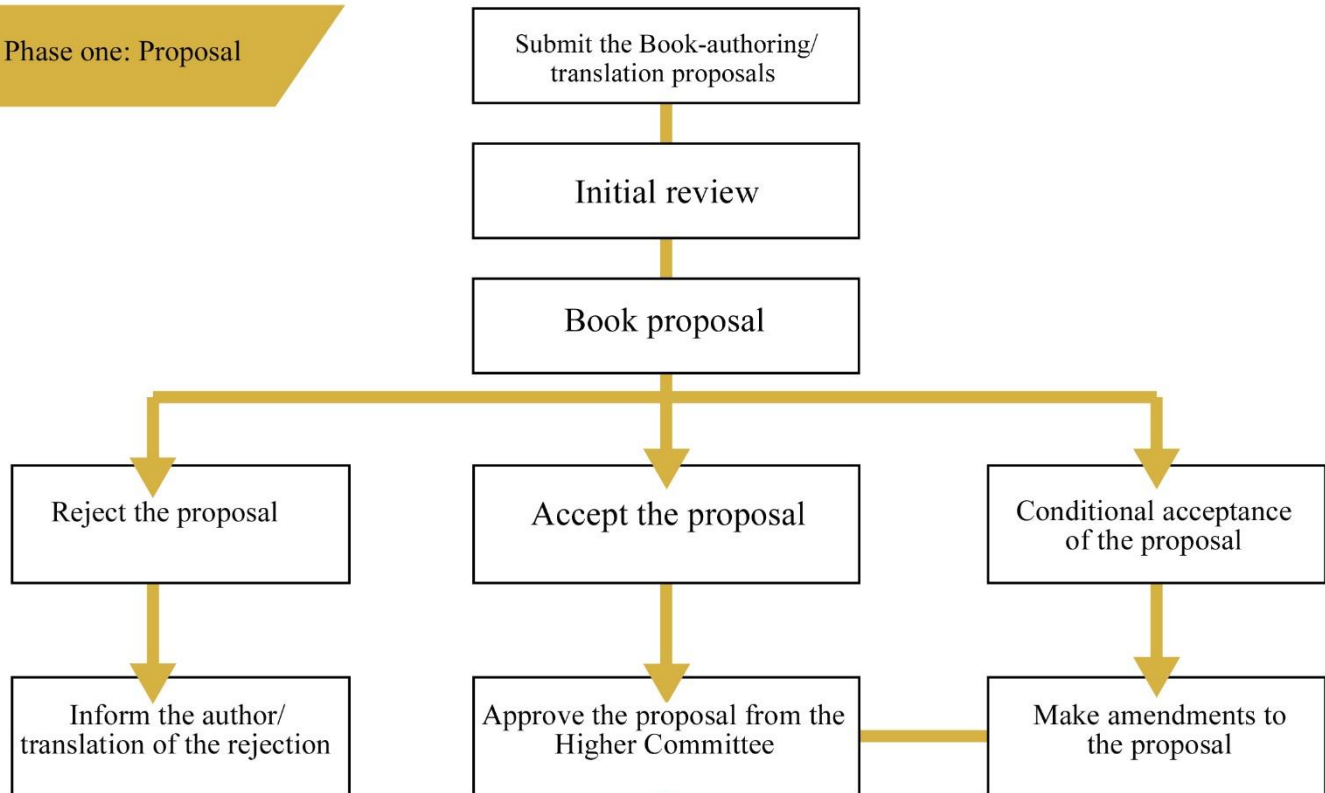 Phase one: Proposal
Submit the Book-authoring/
translation proposals
Initial review
Book proposal
Reject the proposal
Accept the proposal
Conditional acceptance
of the proposal
Inform the author/
translation of the rejection
Approve the proposal from the
Higher Committee
Make amendments to
the proposal